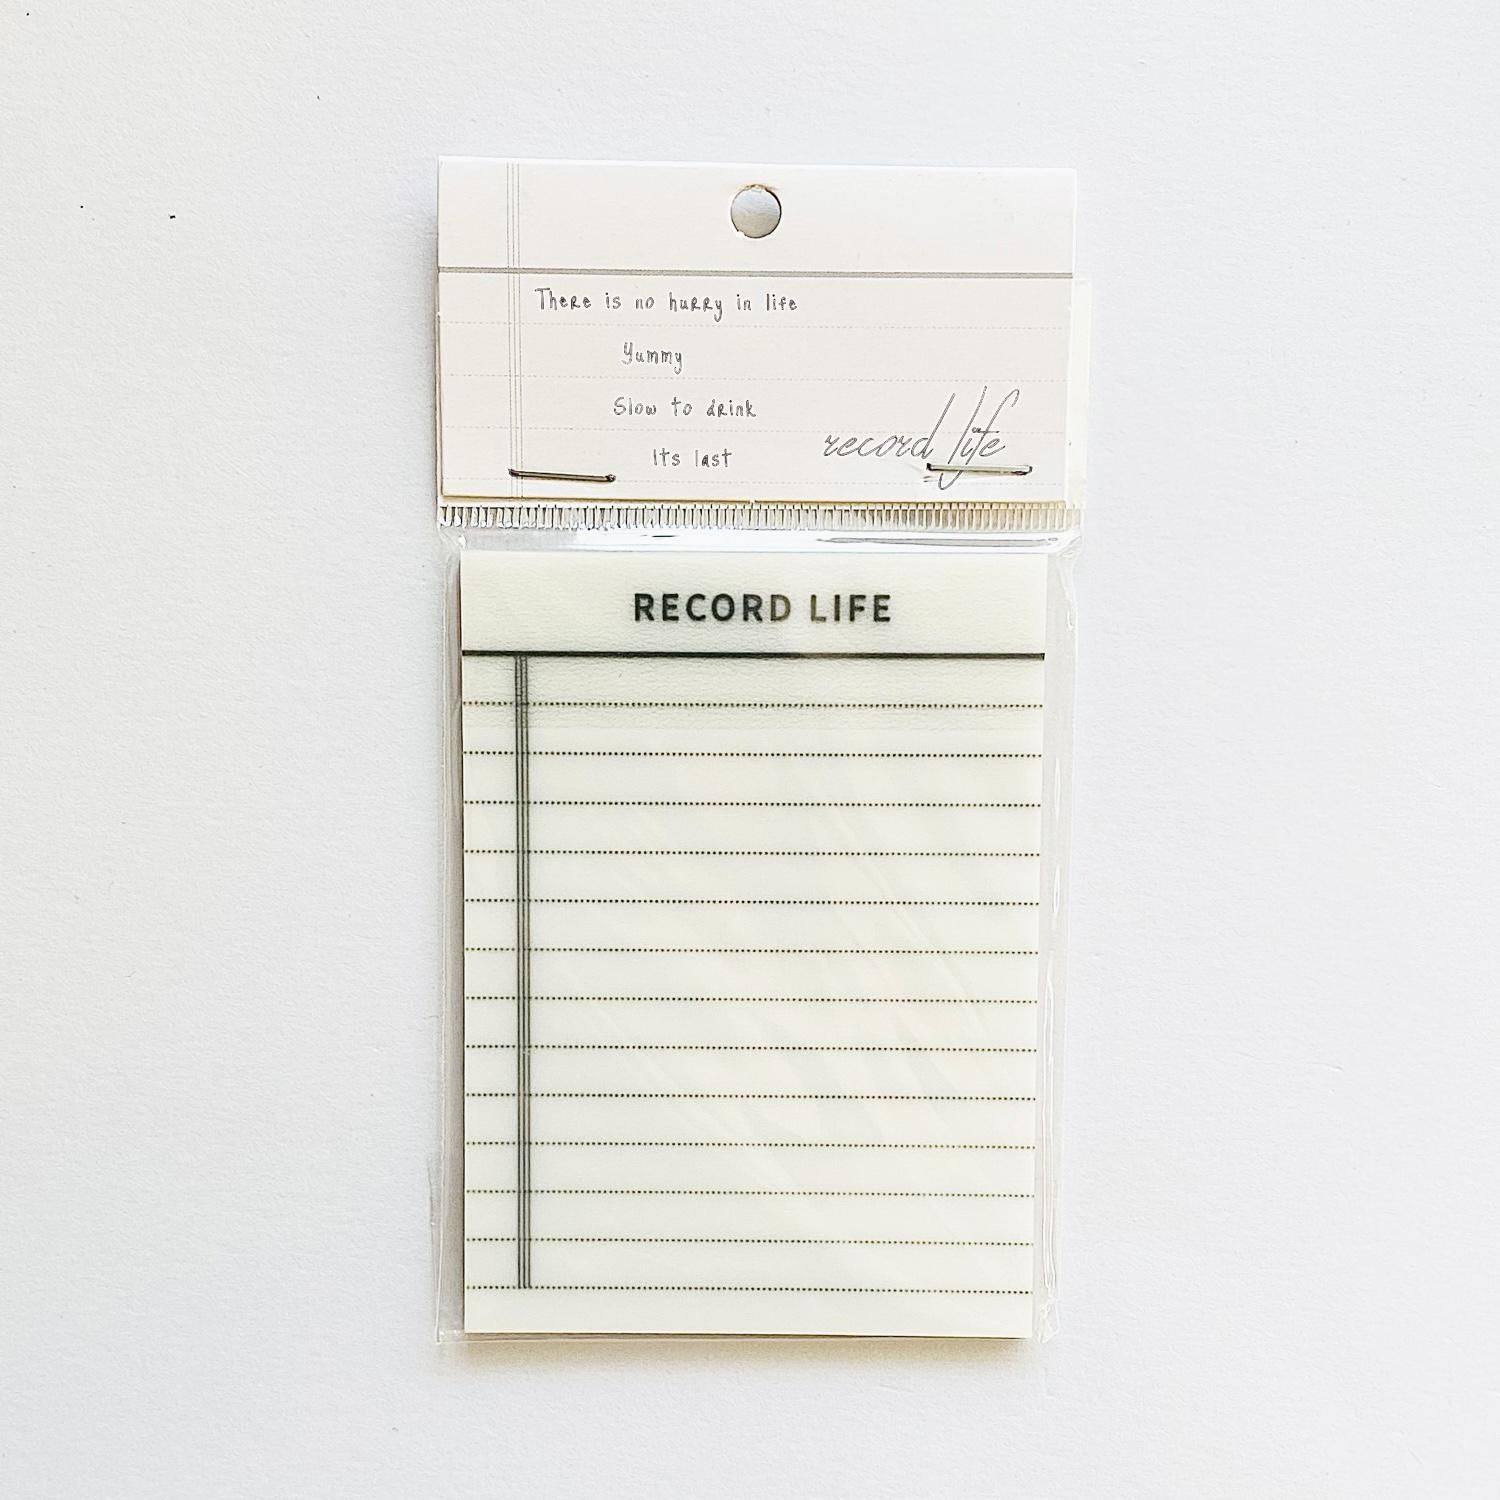 There is no hurry in life
Yummy
Slow to drink
Its last
record life
RECORD LIFE